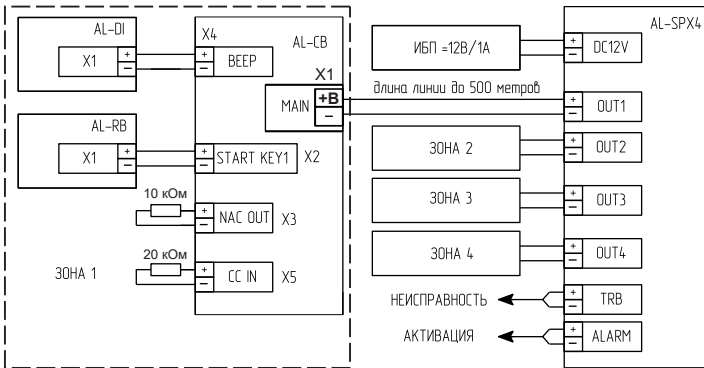 AL-DI
X1
+
−
X4
+
−
BEEP
AL-CB
X1
MAIN
+B
−
AL-RB
X1
+
−
+
−
START KEY1
X2
10 кОм
+
−
NAC OUT
X3
20 кОм
+
−
CC IN
X5
ЗОНА 1
AL-SPX4
ИБП =12В/1А
+
−
DC12V
длина линии до 500 метров
+
−
OUT1
ЗОНА 2
+
−
OUT2
ЗОНА 3
+
−
OUT3
ЗОНА 4
+
−
OUT4
НЕИСПРАВНОСТЬ
+
−
TRB
АКТИВАЦИЯ
+
−
ALARM